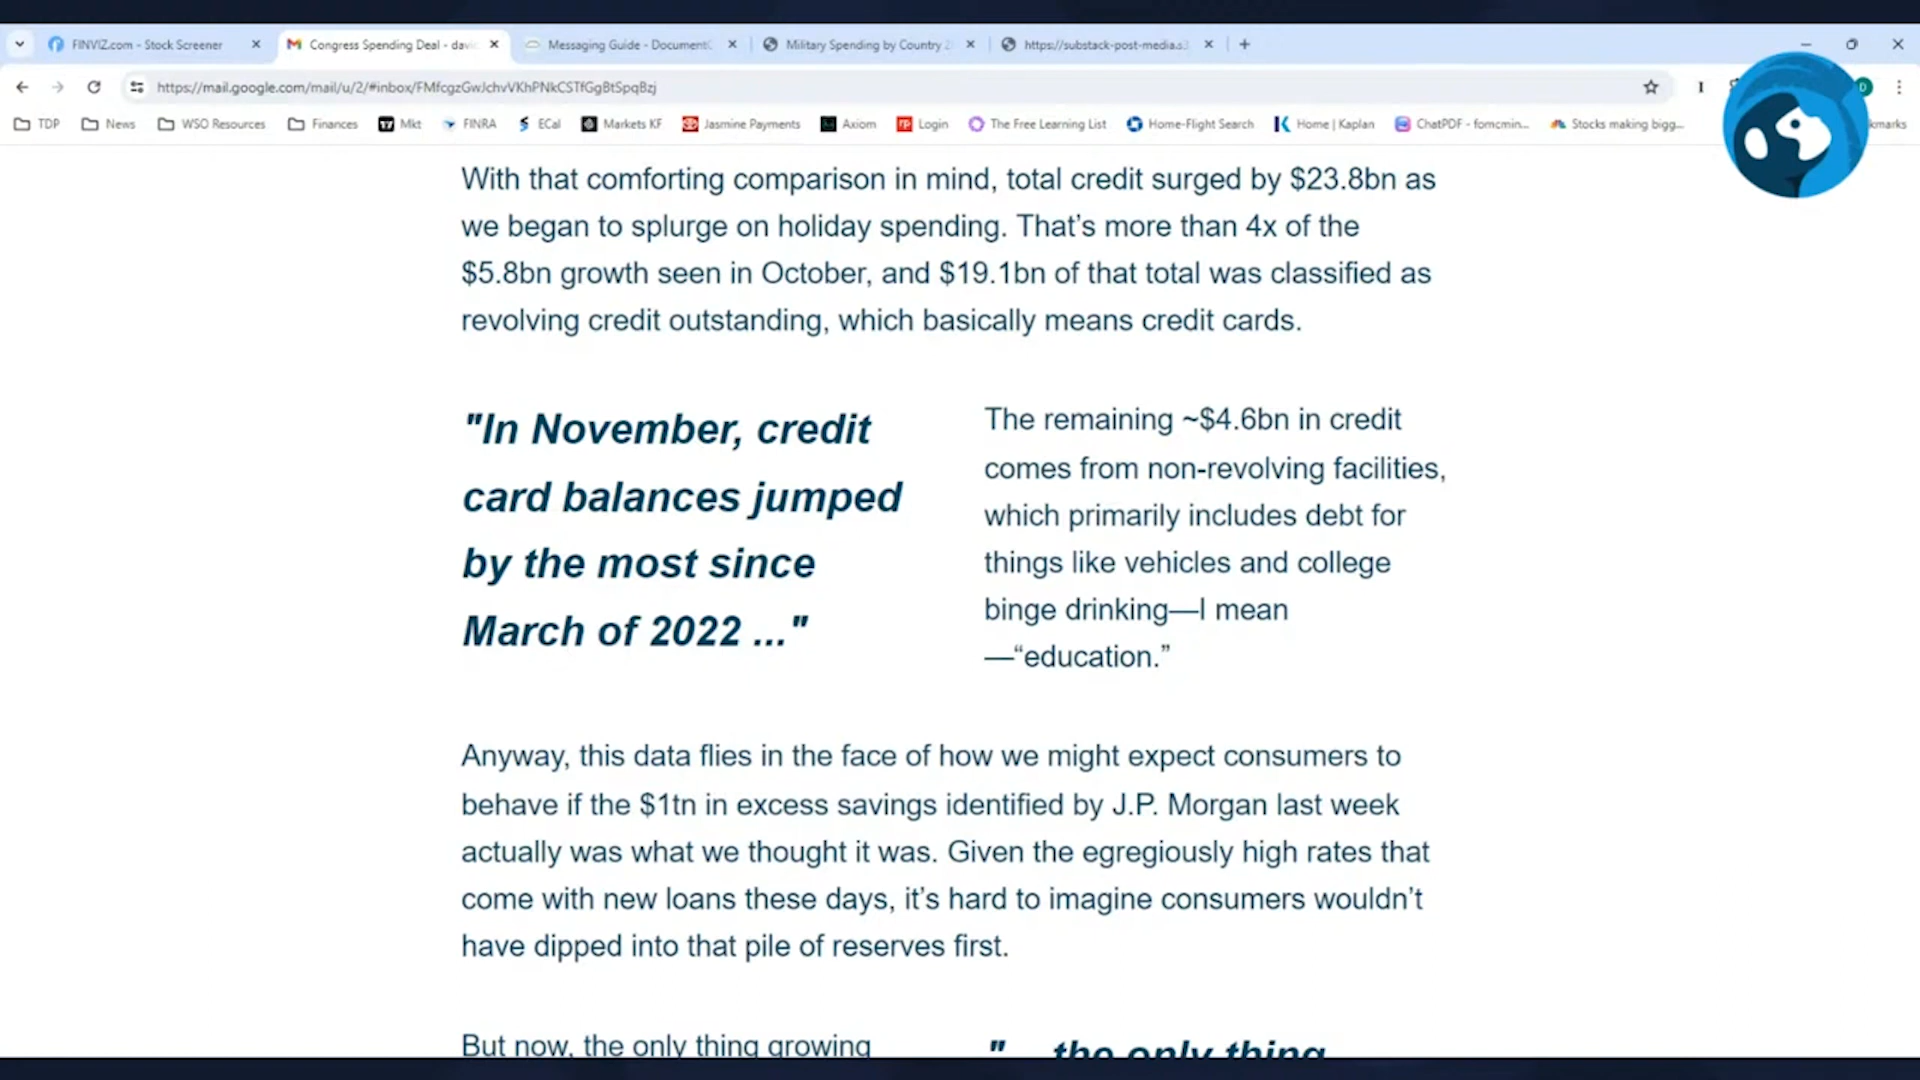 FINVIZ.com - Stock Screener
Congress Spending Deal - davi
Messaging Guide - Document
Military Spending by Country 2
https://substack-post-media.s3
https://mail.google.com/mail/u/2/#inbox/FMfcgzGwJchvVKhPNkCSTfGgBtSpqBzj
TDP
News
WSO Resources
Finances
Mkt
FINRA
ECal
Markets KF
Jasmine Payments
Axiom
Login
The Free Learning List
Home-Flight Search
Home | Kaplan
ChatPDF - fomcmin...
Stocks making bigg...
kmarks
With that comforting comparison in mind, total credit surged by $23.8bn as
we began to splurge on holiday spending. That’s more than 4x of the
$5.8bn growth seen in October, and $19.1bn of that total was classified as
revolving credit outstanding, which basically means credit cards.
"In November, credit
card balances jumped
by the most since
March of 2022 ..."
The remaining ~$4.6bn in credit
comes from non-revolving facilities,
which primarily includes debt for
things like vehicles and college
binge drinking—I mean
—“education.”
Anyway, this data flies in the face of how we might expect consumers to
behave if the $1tn in excess savings identified by J.P. Morgan last week
actually was what we thought it was. Given the egregiously high rates that
come with new loans these days, it’s hard to imagine consumers wouldn’t
have dipped into that pile of reserves first.
But now, the only thing growing
"... the only thing